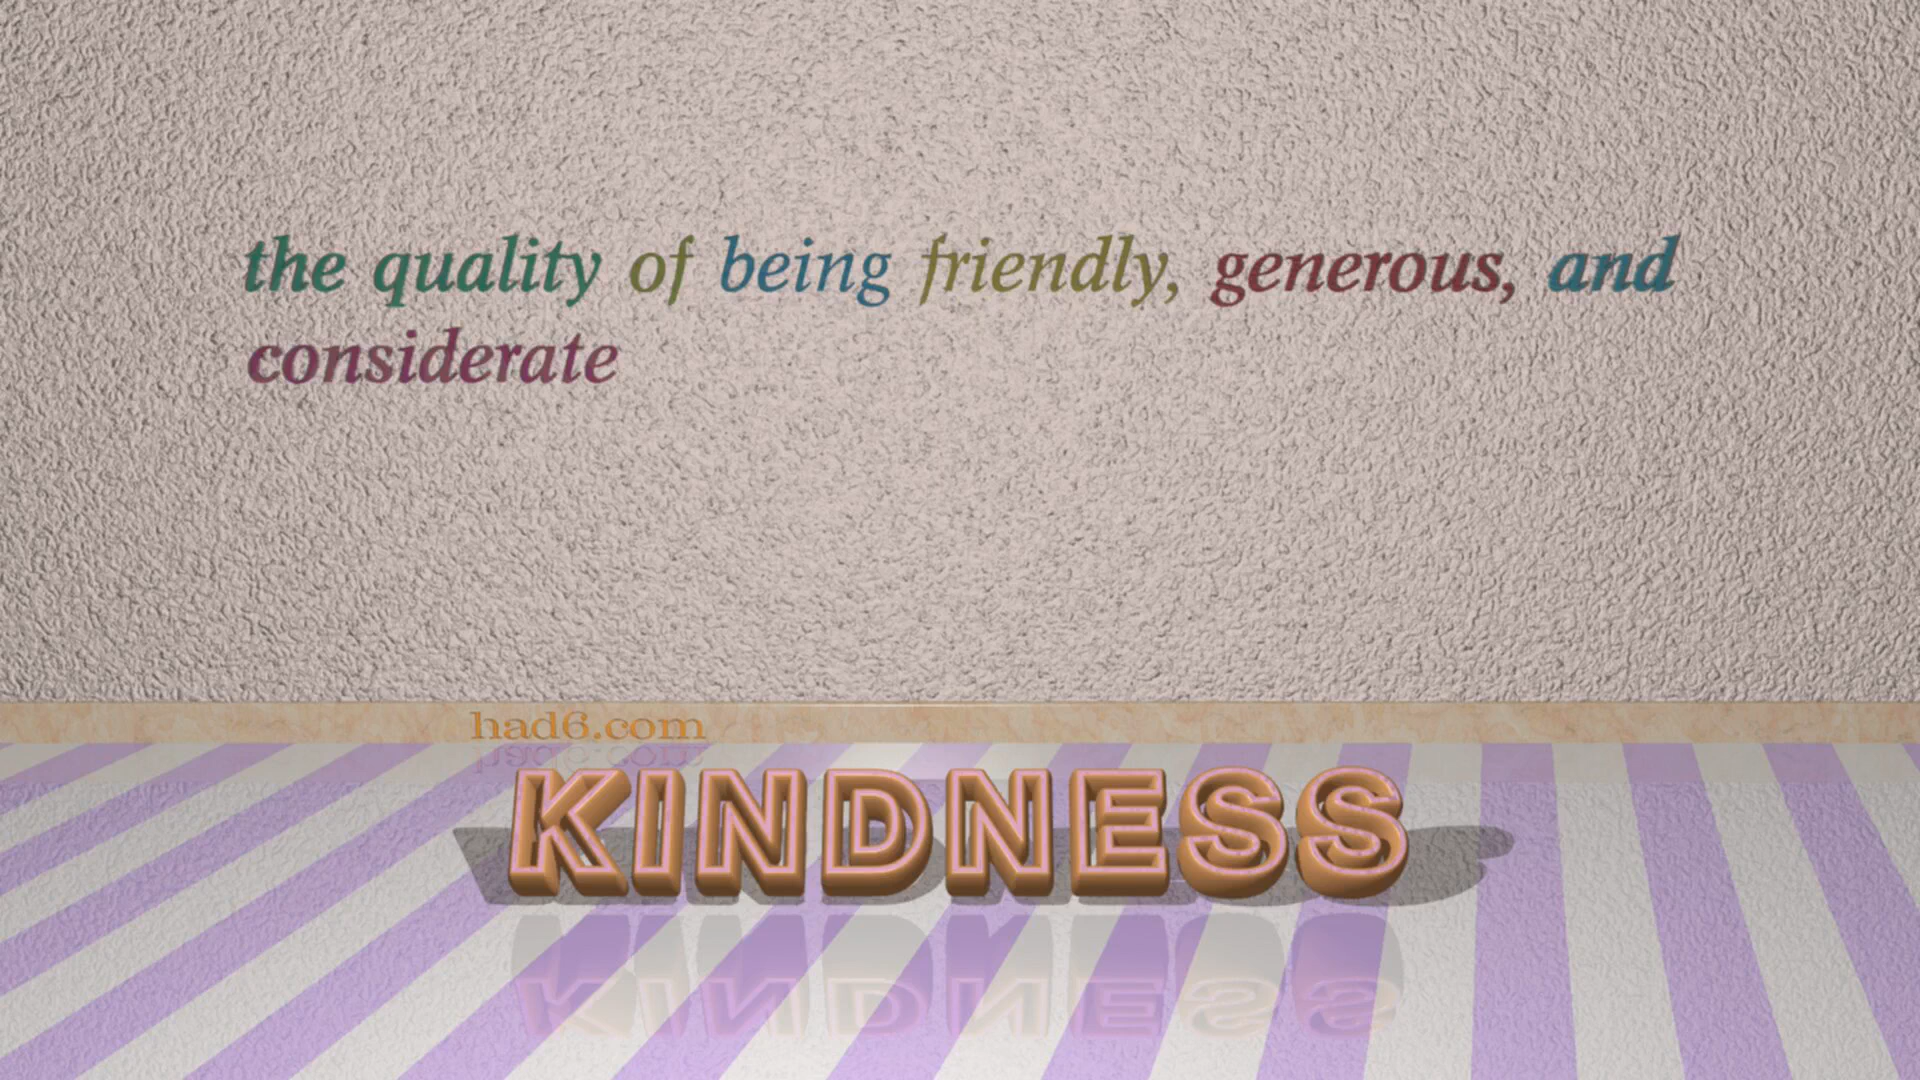 the quality of being friendly, generous, and
considerate
had6.com
KINDNESS